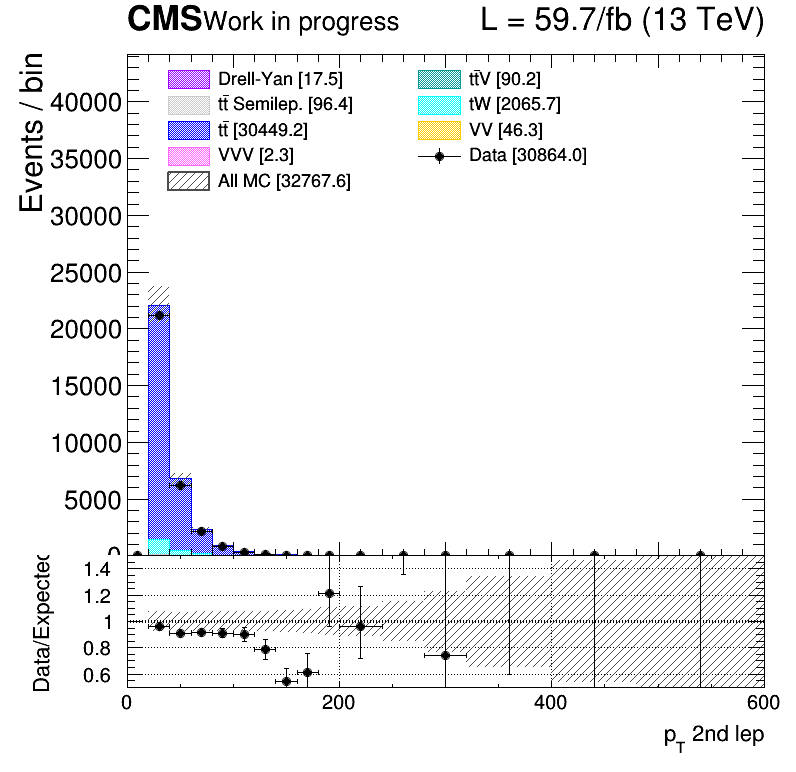 CMS Work in progress L = 59.7/fb (13 TeV)
Events / bin
40000
35000
30000
25000
20000
15000
10000
5000
0
Drell-Yan [17.5]
tt̄ Semilep. [96.4]
tt̄ [30449.2]
VVV [2.3]
All MC [32767.6]
tt̄V [90.2]
tW [2065.7]
VV [46.3]
Data [30864.0]
Data/Expected
1.4
1.2
1
0.8
0.6
0 200 400 600
p_T 2nd lep